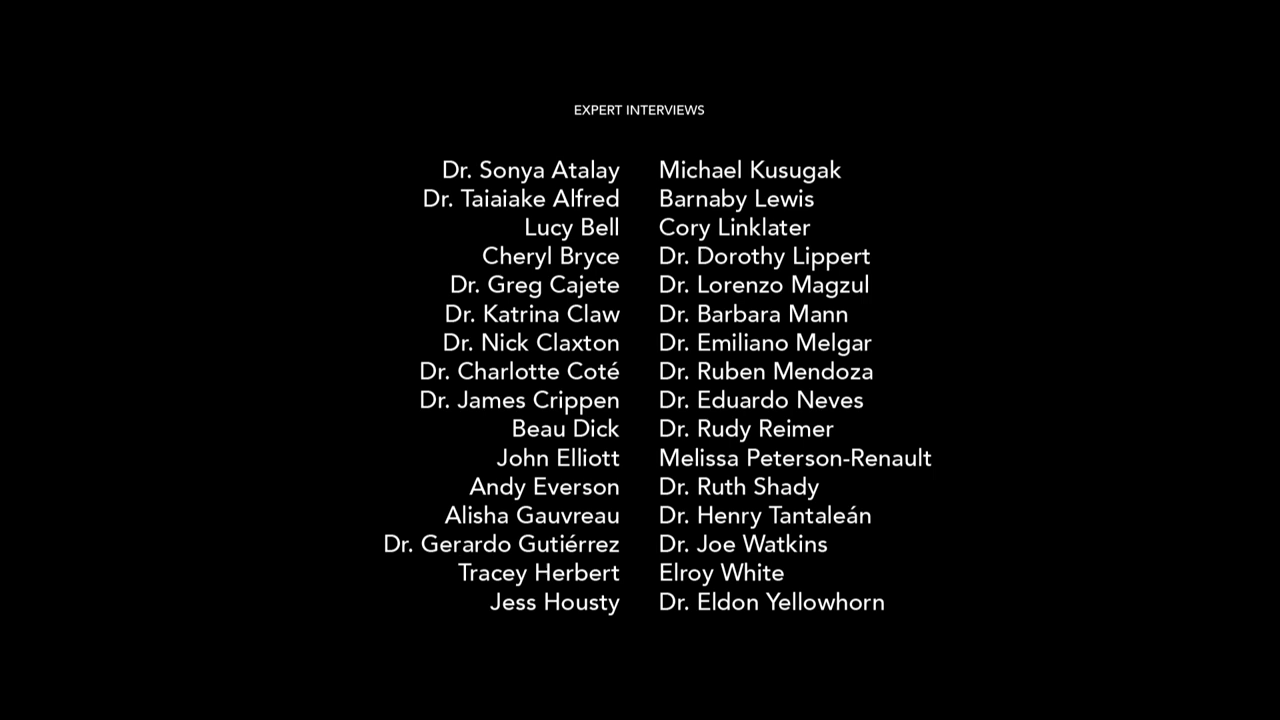 EXPERT INTERVIEWS
Dr. Sonya Atalay Michael Kusugak
Dr. Taiaiake Alfred Barnaby Lewis
Lucy Bell Cory Linklater
Cheryl Bryce Dr. Dorothy Lippert
Dr. Greg Cajete Dr. Lorenzo Magzul
Dr. Katrina Claw Dr. Barbara Mann
Dr. Nick Claxton Dr. Emiliano Melgar
Dr. Charlotte Coté Dr. Ruben Mendoza
Dr. James Crippen Dr. Eduardo Neves
Beau Dick Dr. Rudy Reimer
John Elliott Melissa Peterson-Renault
Andy Everson Dr. Ruth Shady
Alisha Gauvreau Dr. Henry Tantaleán
Dr. Gerardo Gutiérrez Dr. Joe Watkins
Tracey Herbert Elroy White
Jess Housty Dr. Eldon Yellowhorn